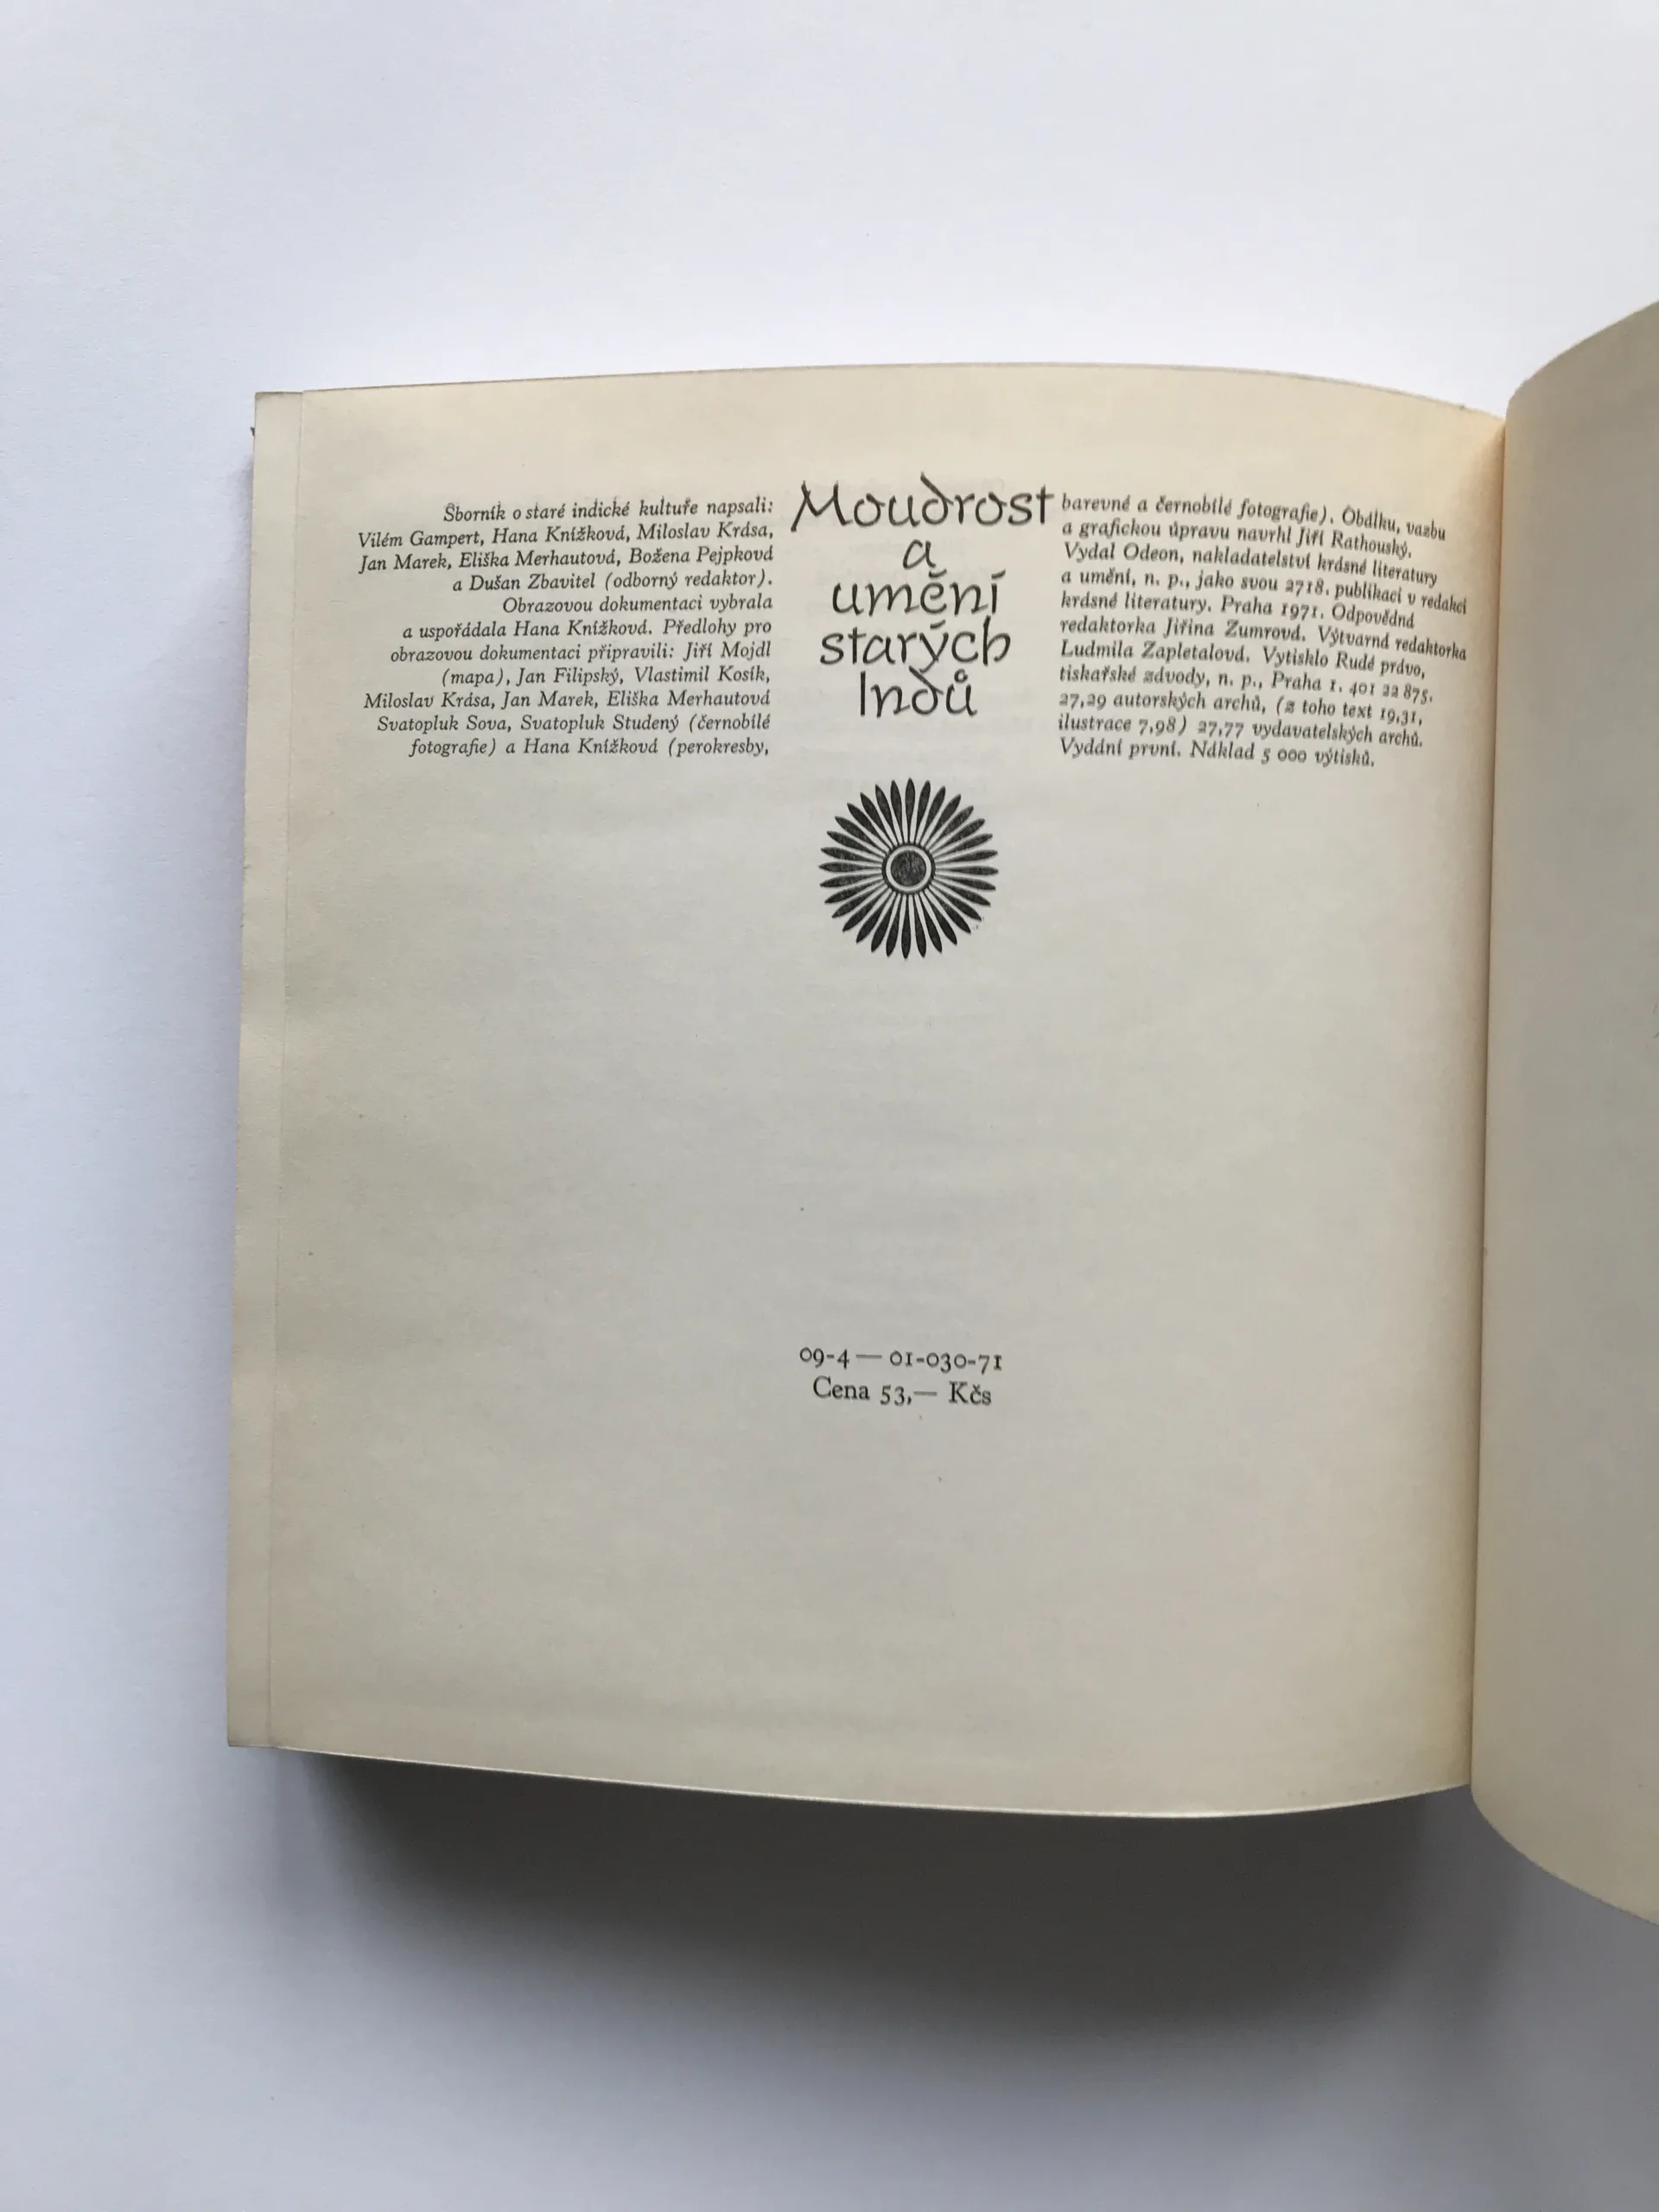 Sborník o staré indické kultuře napsali:
Vilém Gampert, Hana Knížková, Miloslav Krása,
Jan Marek, Eliška Merhautová, Božena Pejpková
a Dušan Zbavitel (odborný redaktor).
Obrazovou dokumentaci vybrala
a uspořádala Hana Knížková. Předlohy pro
obrazovou dokumentaci připravili: Jiří Mojdl
(mapa), Jan Filipský, Vlastimil Kosík,
Miloslav Krása, Jan Marek, Eliška Merhautová
Svatopluk Sova, Svatopluk Studený (černobílé
fotografie) a Hana Knížková (perokresby,
Moudrost
a
umění
starých
Indů
barevné a černobílé fotografie). Obálku, vazbu
a grafickou úpravu navrhl Jiří Rathouský.
Vydal Odeon, nakladatelství krásné literatury
a umění, n. p., jako svou 2718. publikaci v redakci
krásné literatury. Praha 1971. Odpovědná
redaktorka Jiřina Zumrová. Výtvarná redaktorka
Ludmila Zapletalová. Vytisklo Rudé právo,
tiskařské závody, n. p., Praha 1. 401 22 875.
27,29 autorských archů, (z toho text 19,31,
ilustrace 7,98) 27,77 vydavatelských archů.
Vydání první. Náklad 5 000 výtisků.
09-4 — 01-030-71
Cena 53,— Kčs